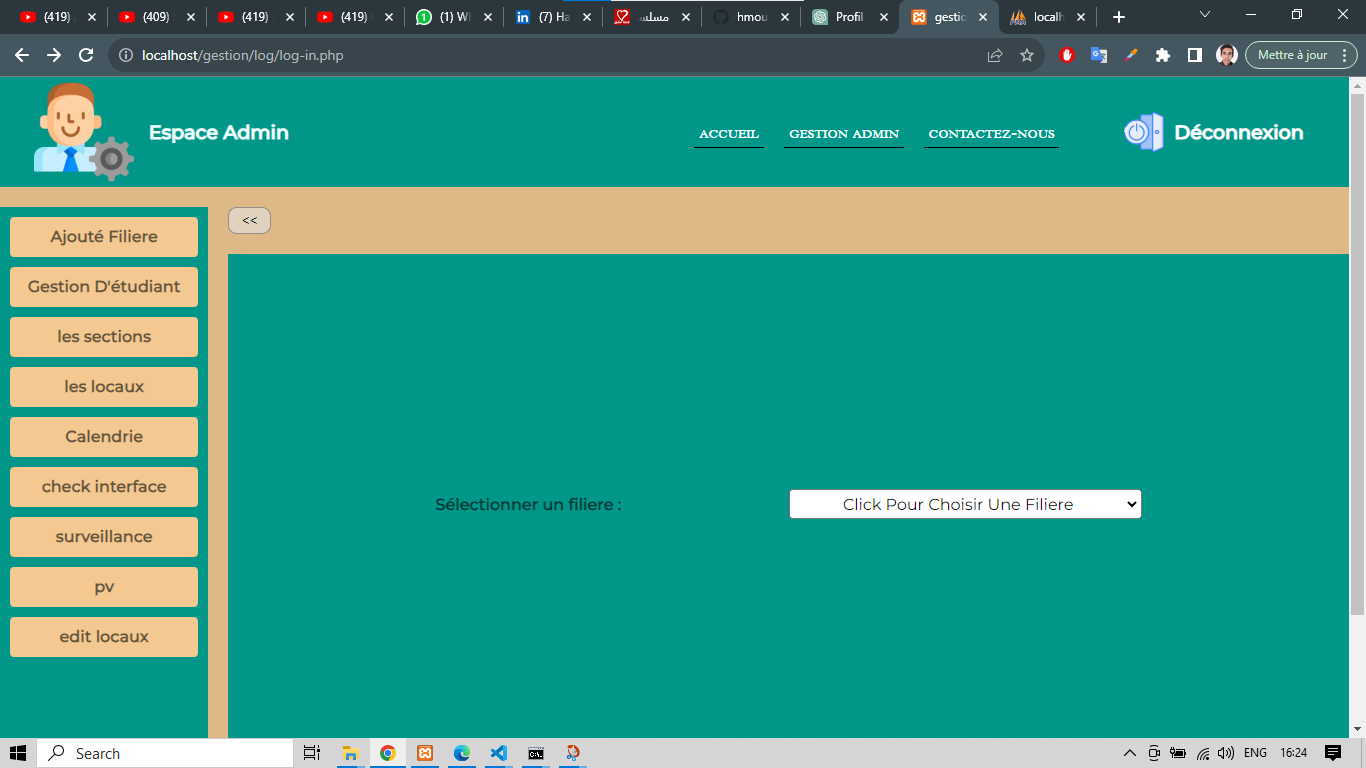 (419)
(409)
(419)
(419)
(1) W
(7) Ha
مسلس
hmou
Profil
gestic
localh
localhost/gestion/log/log-in.php
Mettre à jour
Espace Admin
ACCUEIL
GESTION ADMIN
CONTACTEZ-NOUS
Déconnexion
<<
Ajouté Filiere
Gestion D'étudiant
les sections
les locaux
Calendrie
check interface
surveillance
pv
edit locaux
Sélectionner un filiere :
Click Pour Choisir Une Filiere
Search
ENG
16:24